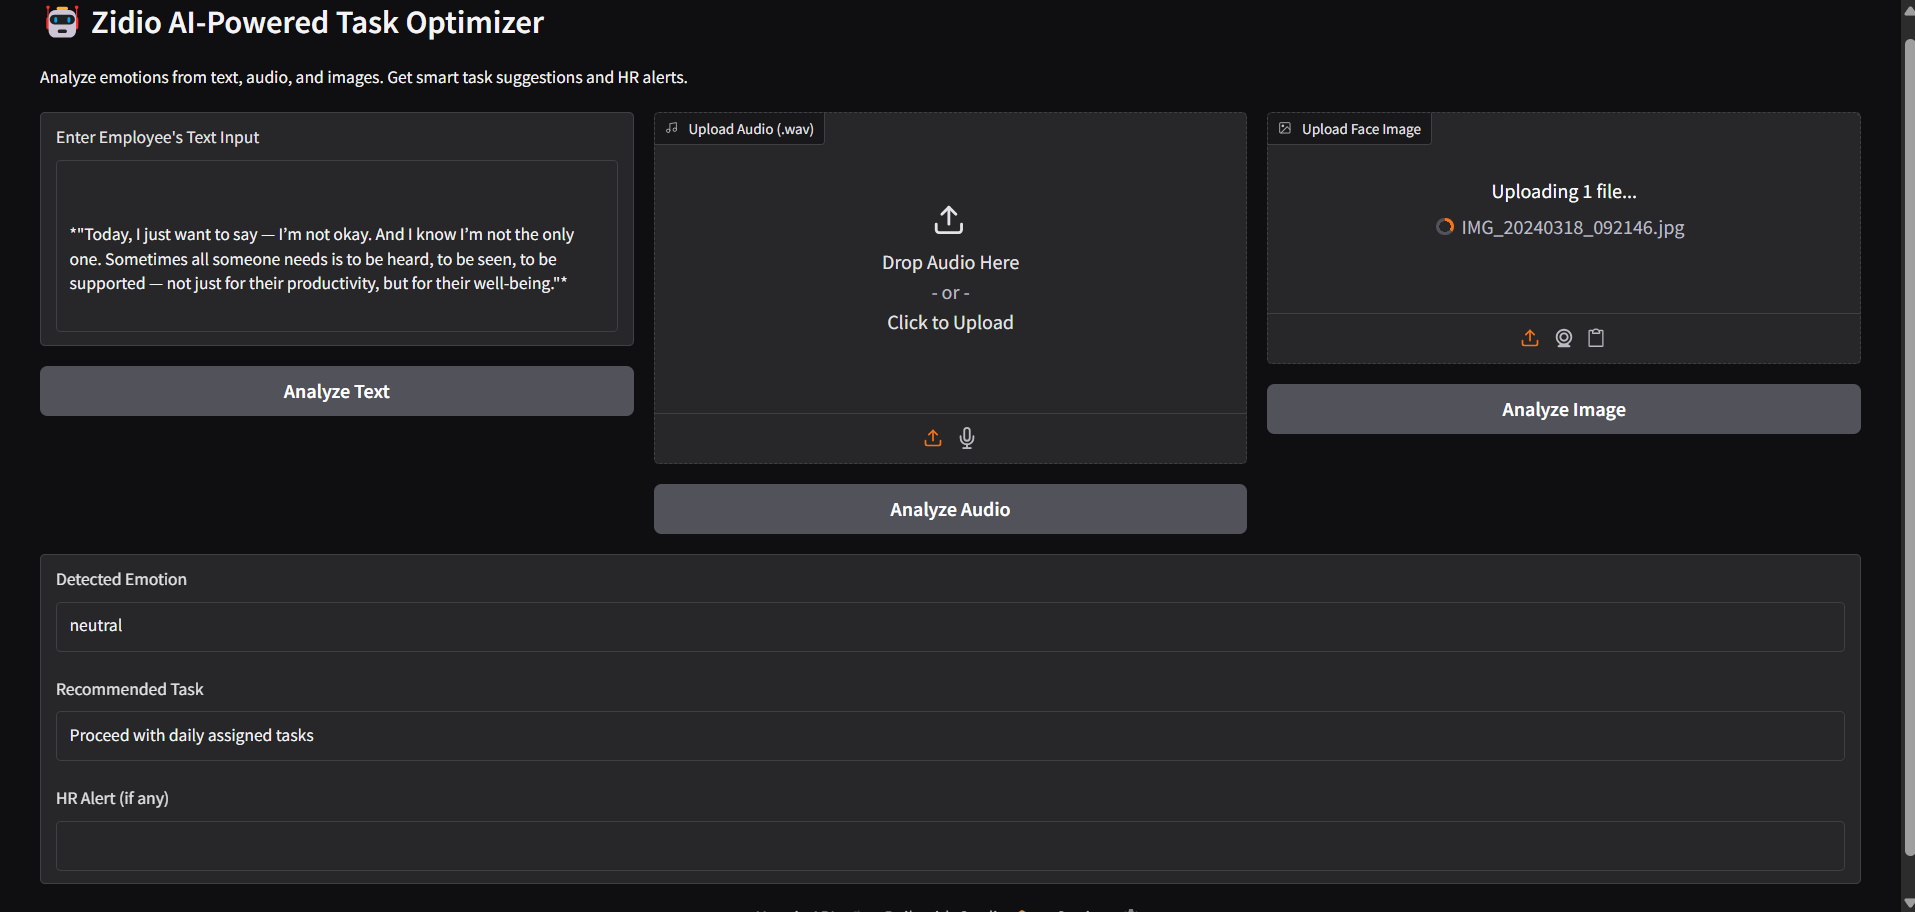 Zidio AI-Powered Task Optimizer
Analyze emotions from text, audio, and images. Get smart task suggestions and HR alerts.
Enter Employee's Text Input
*"Today, I just want to say — I’m not okay. And I know I’m not the only
one. Sometimes all someone needs is to be heard, to be seen, to be
supported — not just for their productivity, but for their well-being."*
Analyze Text
Upload Audio (.wav)
Drop Audio Here
- or -
Click to Upload
Analyze Audio
Upload Face Image
Uploading 1 file...
IMG_20240318_092146.jpg
Analyze Image
Detected Emotion
neutral
Recommended Task
Proceed with daily assigned tasks
HR Alert (if any)